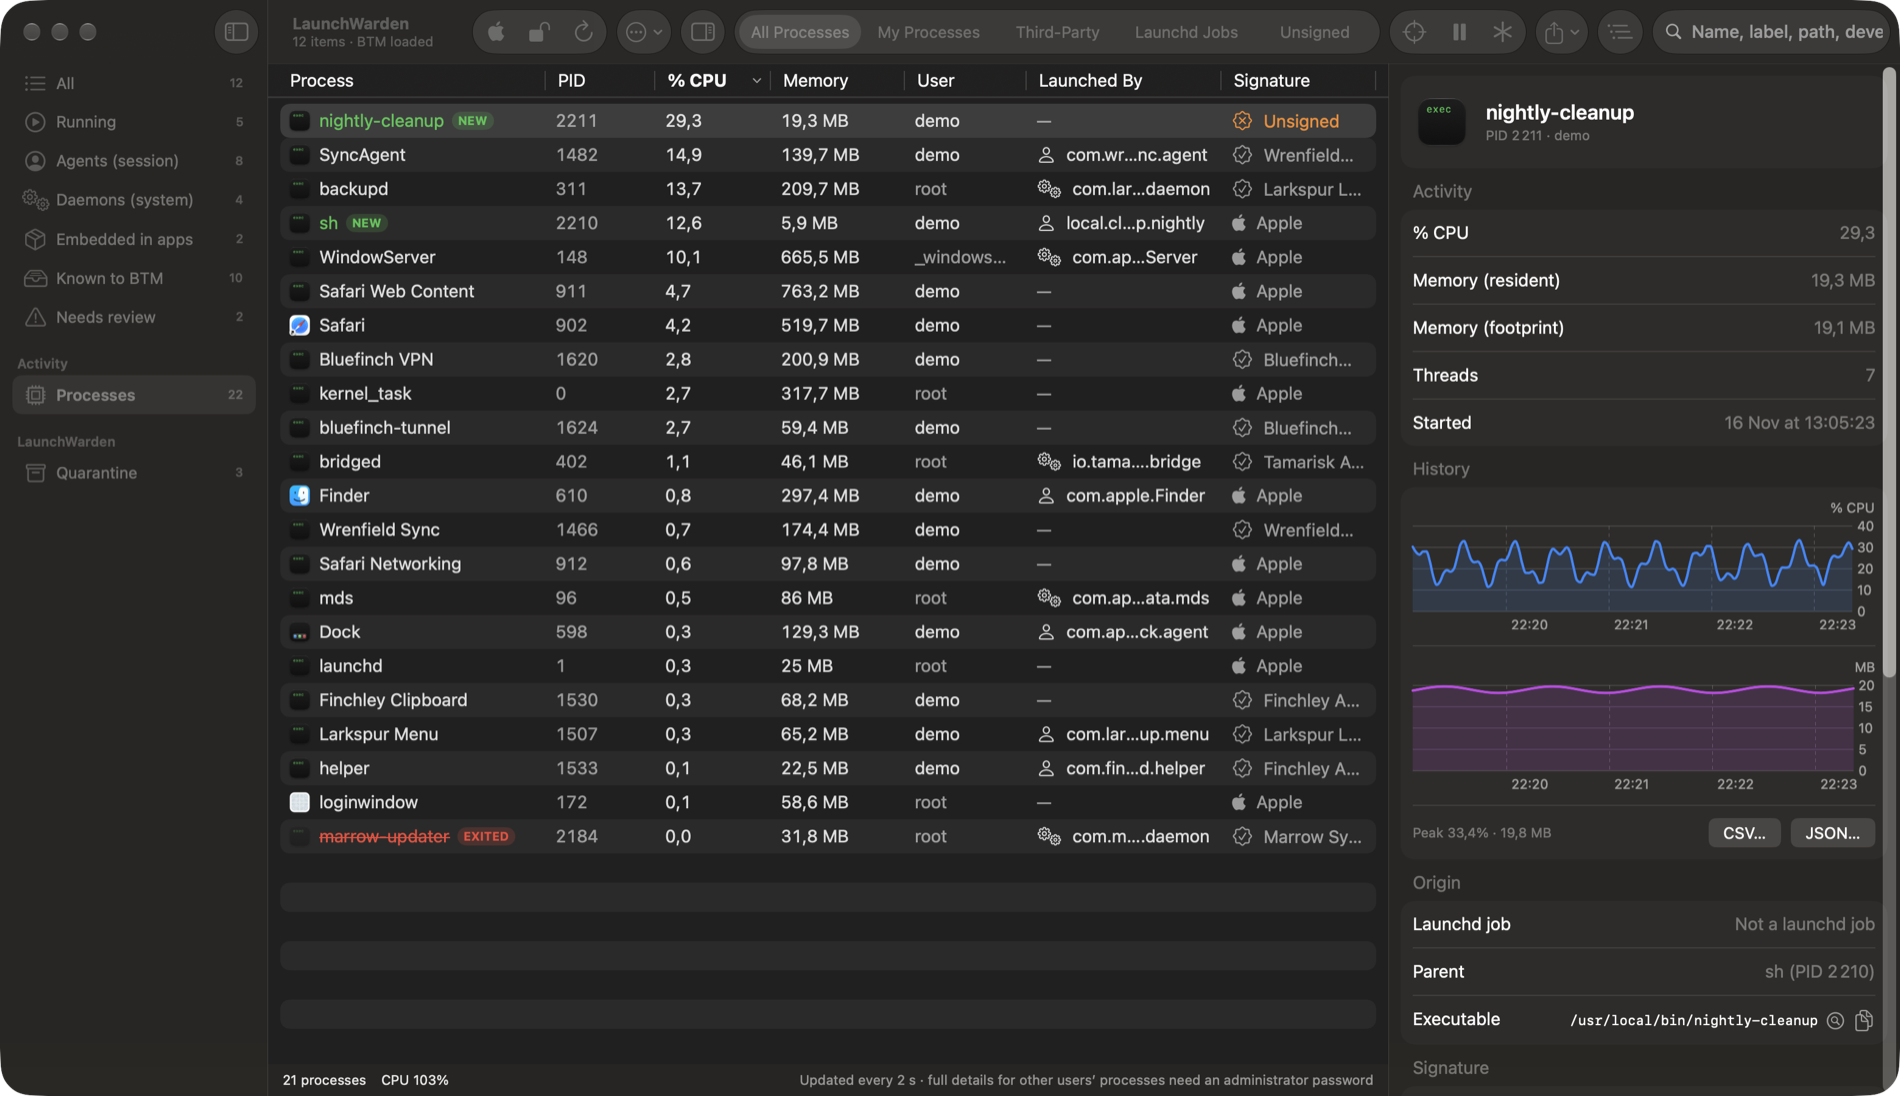 LaunchWarden
12 items · BTM loaded
All Processes
My Processes
Third-Party
Launchd Jobs
Unsigned
Name, label, path, deve
All 12
Running 5
Agents (session) 8
Daemons (system) 4
Embedded in apps 2
Known to BTM 10
Needs review 2
Activity
Processes 22
LaunchWarden
Quarantine 3
Process PID % CPU Memory User Launched By Signature
nightly-cleanup NEW 2211 29,3 19,3 MB demo — Unsigned
SyncAgent 1482 14,9 139,7 MB demo com.wr...nc.agent Wrenfield...
backupd 311 13,7 209,7 MB root com.lar...daemon Larkspur L...
sh NEW 2210 12,6 5,9 MB demo local.cl...p.nightly Apple
WindowServer 148 10,1 665,5 MB _windows... com.ap...Server Apple
Safari Web Content 911 4,7 763,2 MB demo — Apple
Safari 902 4,2 519,7 MB demo — Apple
Bluefinch VPN 1620 2,8 200,9 MB demo — Bluefinch...
kernel_task 0 2,7 317,7 MB root — Apple
bluefinch-tunnel 1624 2,7 59,4 MB demo — Bluefinch...
bridged 402 1,1 46,1 MB root io.tama....bridge Tamarisk A...
Finder 610 0,8 297,4 MB demo com.apple.Finder Apple
Wrenfield Sync 1466 0,7 174,4 MB demo — Wrenfield...
Safari Networking 912 0,6 97,8 MB demo — Apple
mds 96 0,5 86 MB root com.ap...ata.mds Apple
Dock 598 0,3 129,3 MB demo com.ap...ck.agent Apple
launchd 1 0,3 25 MB root — Apple
Finchley Clipboard 1530 0,3 68,2 MB demo — Finchley A...
Larkspur Menu 1507 0,3 65,2 MB demo com.lar...up.menu Larkspur L...
helper 1533 0,1 22,5 MB demo com.fin...d.helper Finchley A...
loginwindow 172 0,1 58,6 MB root — Apple
marrow-updater EXITED 2184 0,0 31,8 MB root com.m....daemon Marrow Sy...
21 processes CPU 103%
Updated every 2 s · full details for other users’ processes need an administrator password
exec
nightly-cleanup
PID 2 211 · demo
Activity
% CPU 29,3
Memory (resident) 19,3 MB
Memory (footprint) 19,1 MB
Threads 7
Started 16 Nov at 13:05:23
History
% CPU
40
30
20
10
0
22:20 22:21 22:22 22:23
MB
20
15
10
5
0
22:20 22:21 22:22 22:23
Peak 33,4% · 19,8 MB CSV... JSON...
Origin
Launchd job Not a launchd job
Parent sh (PID 2 210)
Executable /usr/local/bin/nightly-cleanup
Signature